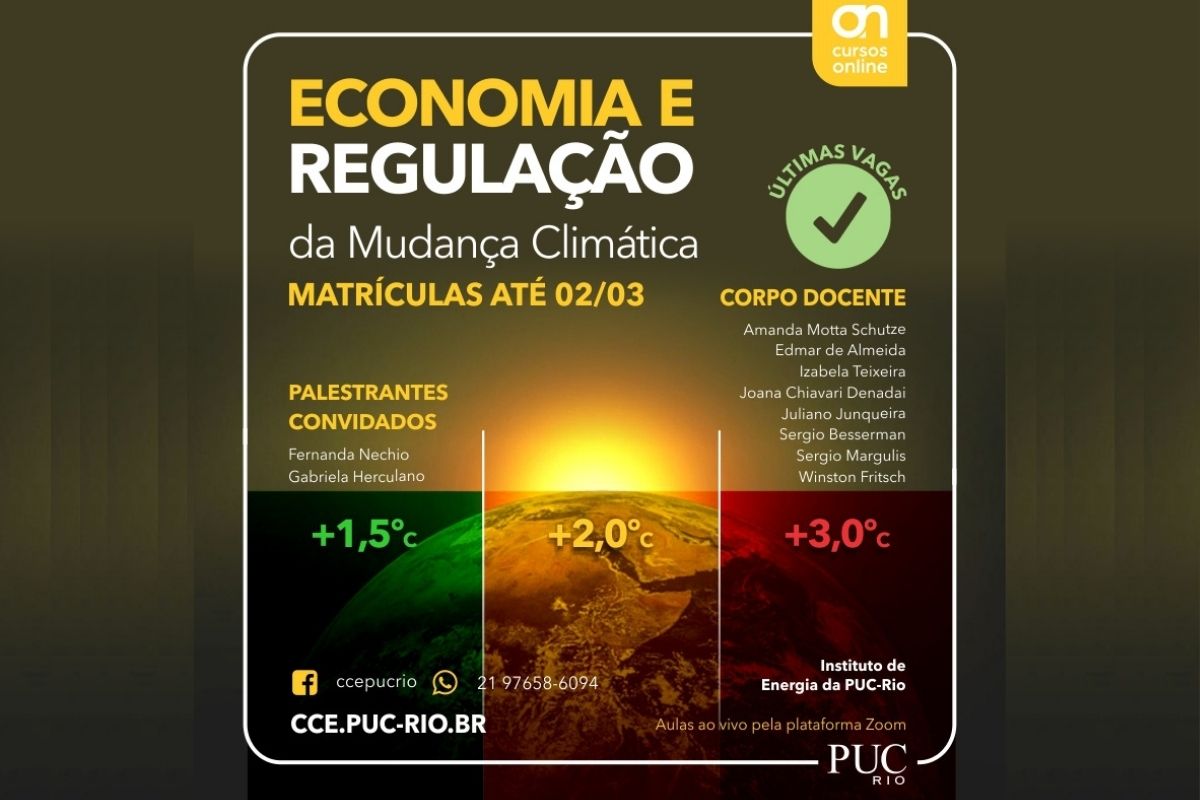 on
cursos
online
ECONOMIA E
REGULAÇÃO
da Mudança Climática
MATRÍCULAS ATÉ 02/03
ÚLTIMAS VAGAS
CORPO DOCENTE
Amanda Motta Schutze
Edmar de Almeida
Izabela Teixeira
Joana Chiavari Denadai
Juliano Junqueira
Sergio Besserman
Sergio Margulis
Winston Fritsch
PALESTRANTES
CONVIDADOS
Fernanda Nechio
Gabriela Herculano
+1,5°C
+2,0°C
+3,0°C
Instituto de
Energia da PUC-Rio
ccepucrio 21 97658-6094
CCE.PUC-RIO.BR
Aulas ao vivo pela plataforma Zoom
PUC
RIO